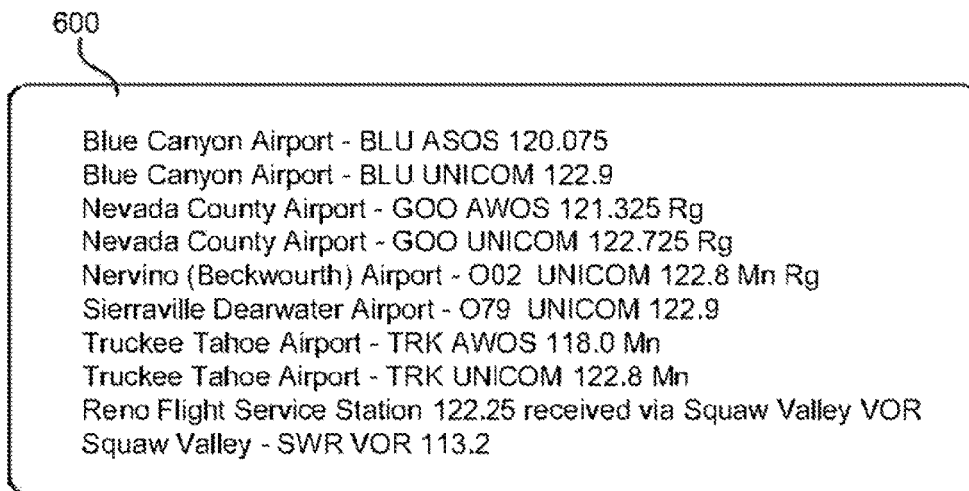 600
Blue Canyon Airport - BLU ASOS 120.075
Blue Canyon Airport - BLU UNICOM 122.9
Nevada County Airport - GOO AWOS 121.325 Rg
Nevada County Airport - GOO UNICOM 122.725 Rg
Nervino (Beckwourth) Airport - O02  UNICOM 122.8 Mn Rg
Sierraville Dearwater Airport - O79  UNICOM 122.9
Truckee Tahoe Airport - TRK AWOS 118.0 Mn
Truckee Tahoe Airport - TRK UNICOM 122.8 Mn
Reno Flight Service Station 122.25 received via Squaw Valley VOR
Squaw Valley - SWR VOR 113.2